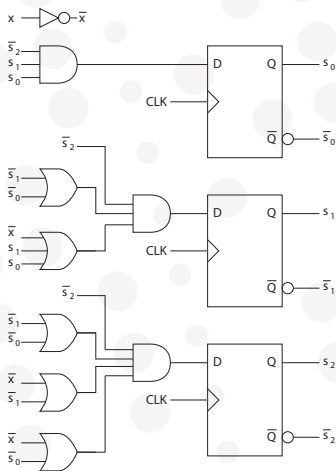 x x̄
s̄₂
s₁
s₀
D Q s₀
CLK
Q̄ s̄₀
s̄₂
s̄₁
s̄₀
D Q s₁
x̄
s₁
s₀
CLK
Q̄ s̄₁
s̄₂
s̄₁
s̄₀
D Q s₂
x̄
s̄₁
CLK
x̄
s̄₀
Q̄ s̄₂